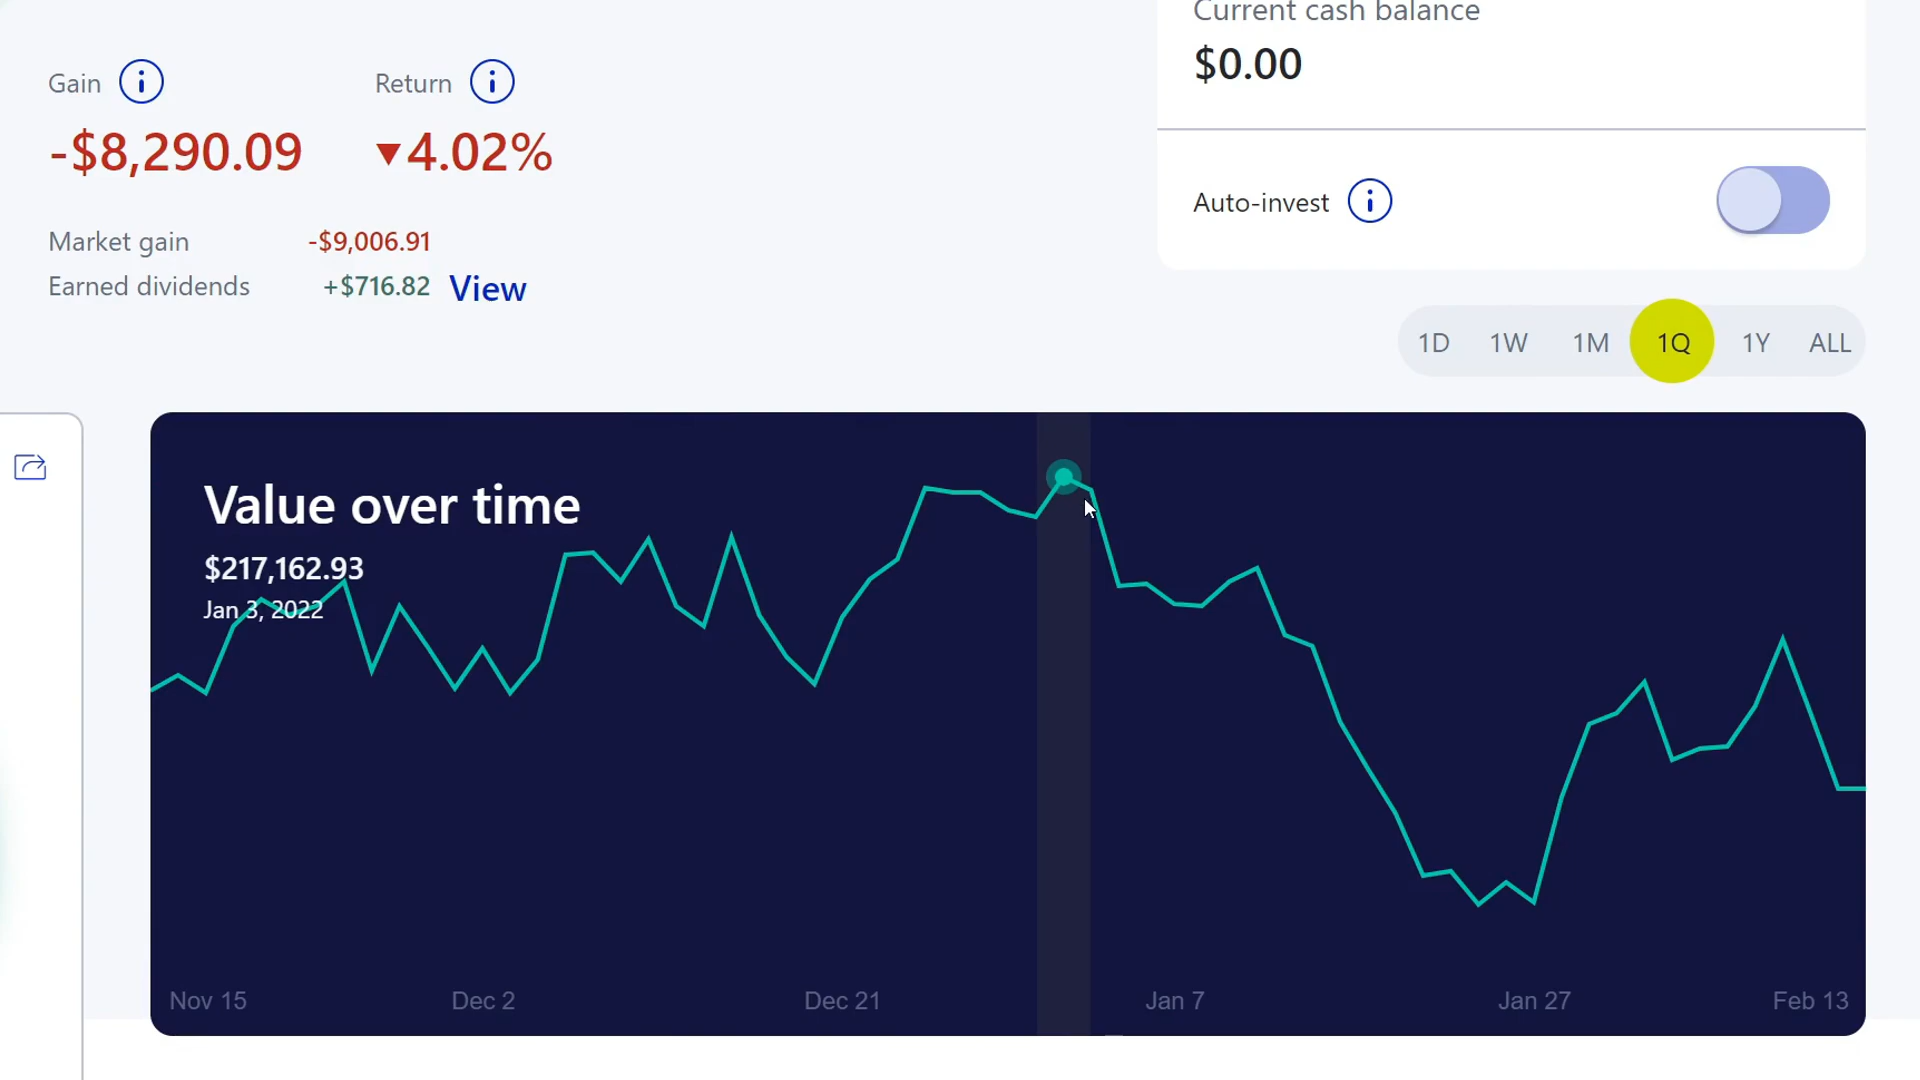 Current cash balance
$0.00
Gain
Return
-$8,290.09
▼4.02%
Market gain -$9,006.91
Earned dividends +$716.82 View
Auto-invest
1D 1W 1M 1Q 1Y ALL
Value over time
$217,162.93
Jan 3, 2022
Nov 15 Dec 2 Dec 21 Jan 7 Jan 27 Feb 13